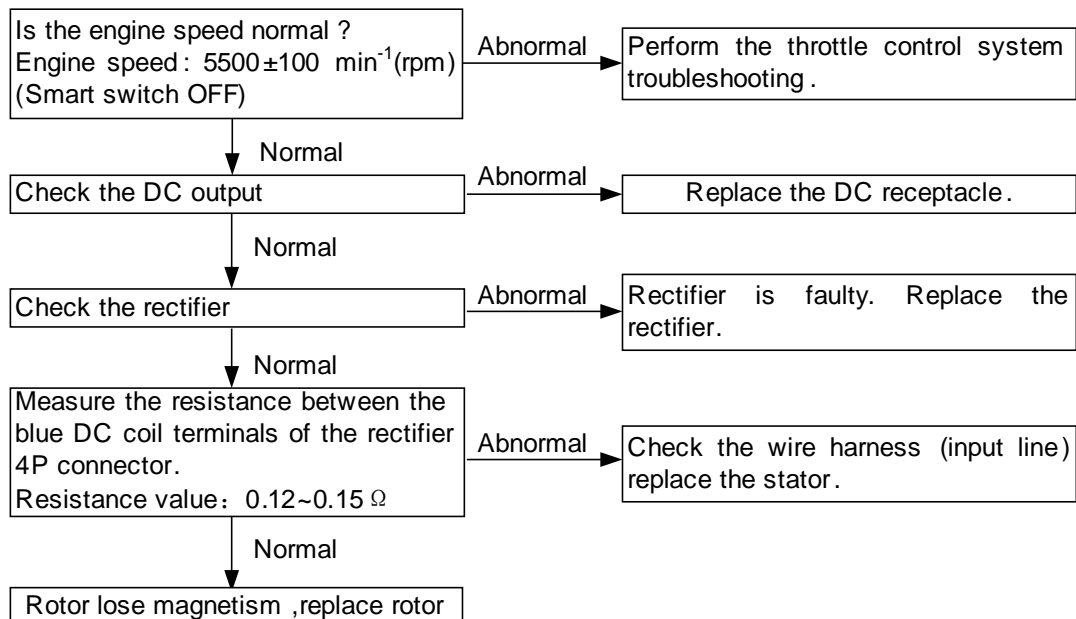 Is the engine speed normal ?
Engine speed : 5500±100 min⁻¹(rpm)
(Smart switch OFF)
Abnormal
Perform the throttle control system
troubleshooting .
Normal
Check the DC output
Abnormal
Replace the DC receptacle .
Normal
Check the rectifier
Abnormal
Rectifier is faulty. Replace the
rectifier.
Normal
Measure the resistance between the
blue DC coil terminals of the rectifier
4P connector.
Resistance value：0.12~0.15 Ω
Abnormal
Check the wire harness (input line)
replace the stator .
Normal
Rotor lose magnetism ,replace rotor